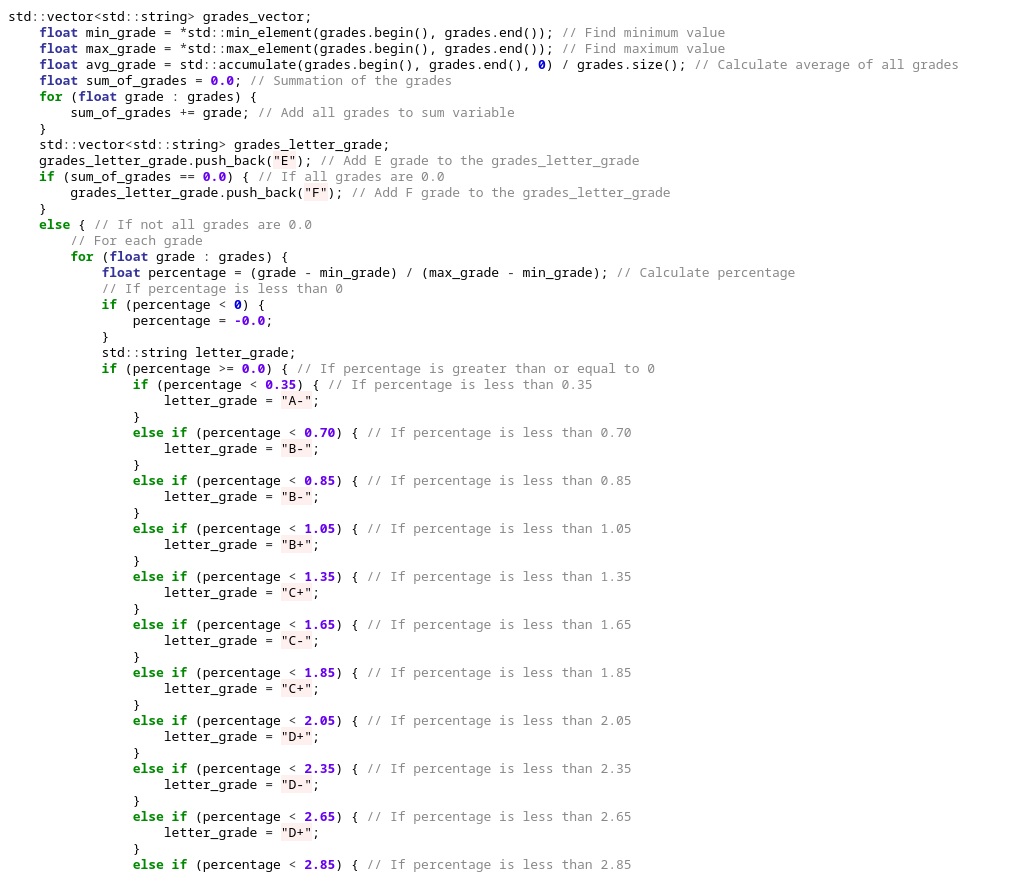 std::vector<std::string> grades_vector;
    float min_grade = *std::min_element(grades.begin(), grades.end()); // Find minimum value
    float max_grade = *std::max_element(grades.begin(), grades.end()); // Find maximum value
    float avg_grade = std::accumulate(grades.begin(), grades.end(), 0) / grades.size(); // Calculate average of all grades
    float sum_of_grades = 0.0; // Summation of the grades
    for (float grade : grades) {
        sum_of_grades += grade; // Add all grades to sum variable
    }
    std::vector<std::string> grades_letter_grade;
    grades_letter_grade.push_back("E"); // Add E grade to the grades_letter_grade
    if (sum_of_grades == 0.0) { // If all grades are 0.0
        grades_letter_grade.push_back("F"); // Add F grade to the grades_letter_grade
    }
    else { // If not all grades are 0.0
        // For each grade
        for (float grade : grades) {
            float percentage = (grade - min_grade) / (max_grade - min_grade); // Calculate percentage
            // If percentage is less than 0
            if (percentage < 0) {
                percentage = -0.0;
            }
            std::string letter_grade;
            if (percentage >= 0.0) { // If percentage is greater than or equal to 0
                if (percentage < 0.35) { // If percentage is less than 0.35
                    letter_grade = "A-";
                }
                else if (percentage < 0.70) { // If percentage is less than 0.70
                    letter_grade = "B-";
                }
                else if (percentage < 0.85) { // If percentage is less than 0.85
                    letter_grade = "B-";
                }
                else if (percentage < 1.05) { // If percentage is less than 1.05
                    letter_grade = "B+";
                }
                else if (percentage < 1.35) { // If percentage is less than 1.35
                    letter_grade = "C+";
                }
                else if (percentage < 1.65) { // If percentage is less than 1.65
                    letter_grade = "C-";
                }
                else if (percentage < 1.85) { // If percentage is less than 1.85
                    letter_grade = "C+";
                }
                else if (percentage < 2.05) { // If percentage is less than 2.05
                    letter_grade = "D+";
                }
                else if (percentage < 2.35) { // If percentage is less than 2.35
                    letter_grade = "D-";
                }
                else if (percentage < 2.65) { // If percentage is less than 2.65
                    letter_grade = "D+";
                }
                else if (percentage < 2.85) { // If percentage is less than 2.85